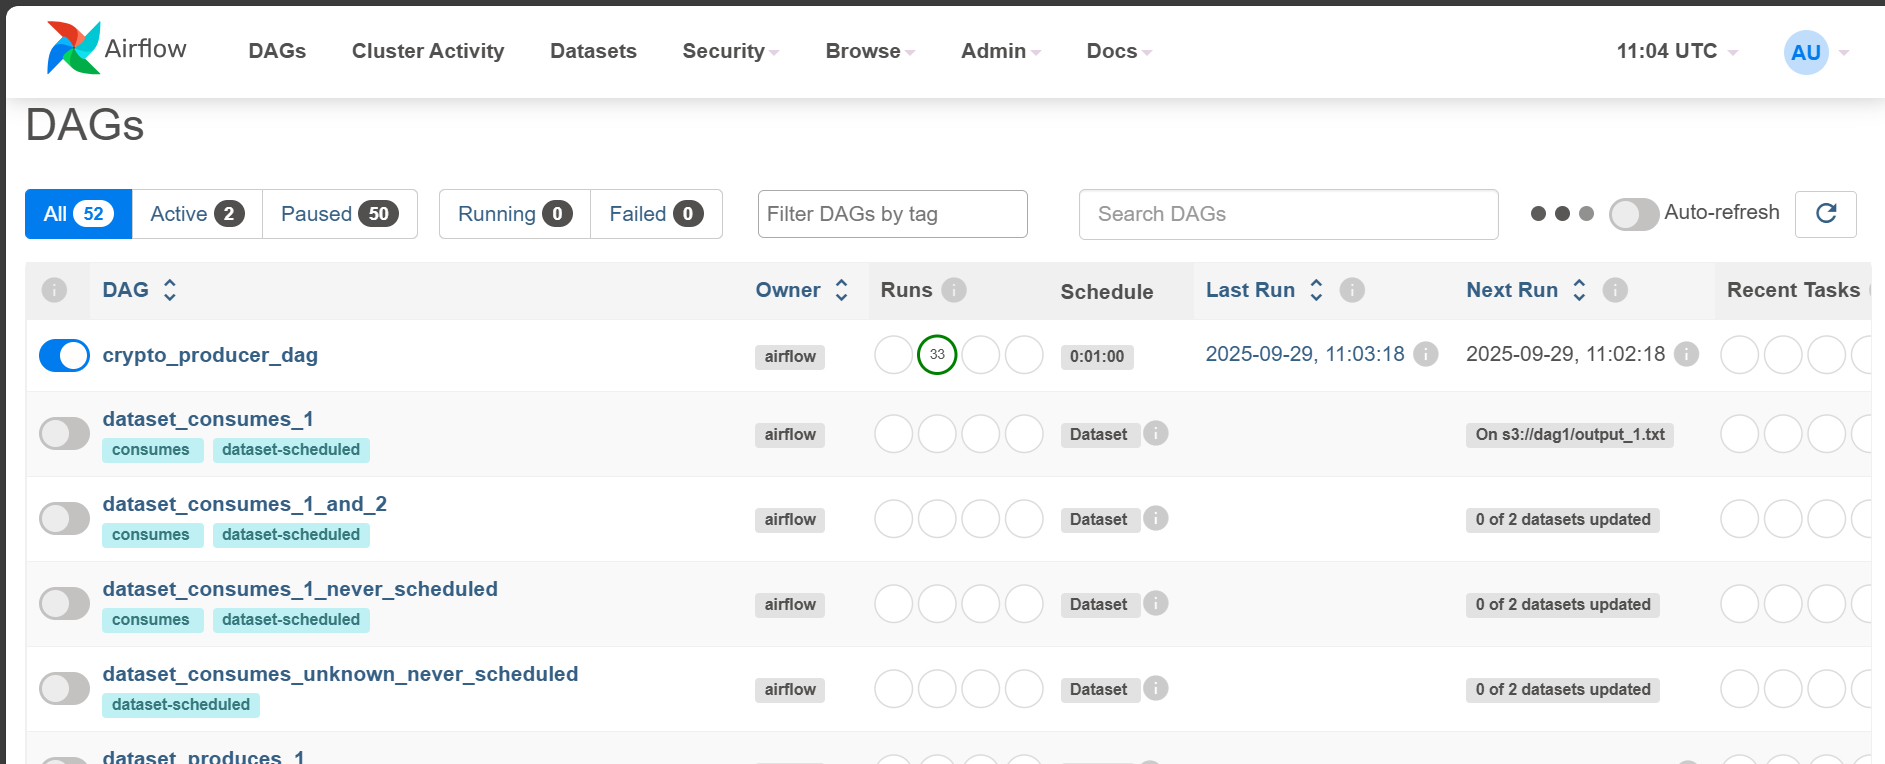 Airflow DAGs Cluster Activity Datasets Security Browse Admin Docs 11:04 UTC AU
DAGs
All 52 Active 2 Paused 50 Running 0 Failed 0 Filter DAGs by tag Search DAGs Auto-refresh
DAG Owner Runs Schedule Last Run Next Run Recent Tasks
crypto_producer_dag airflow 33 0:01:00 2025-09-29, 11:03:18 2025-09-29, 11:02:18
dataset_consumes_1
consumes dataset-scheduled airflow Dataset On s3://dag1/output_1.txt
dataset_consumes_1_and_2
consumes dataset-scheduled airflow Dataset 0 of 2 datasets updated
dataset_consumes_1_never_scheduled
consumes dataset-scheduled airflow Dataset 0 of 2 datasets updated
dataset_consumes_unknown_never_scheduled
dataset-scheduled airflow Dataset 0 of 2 datasets updated
dataset_produces_1